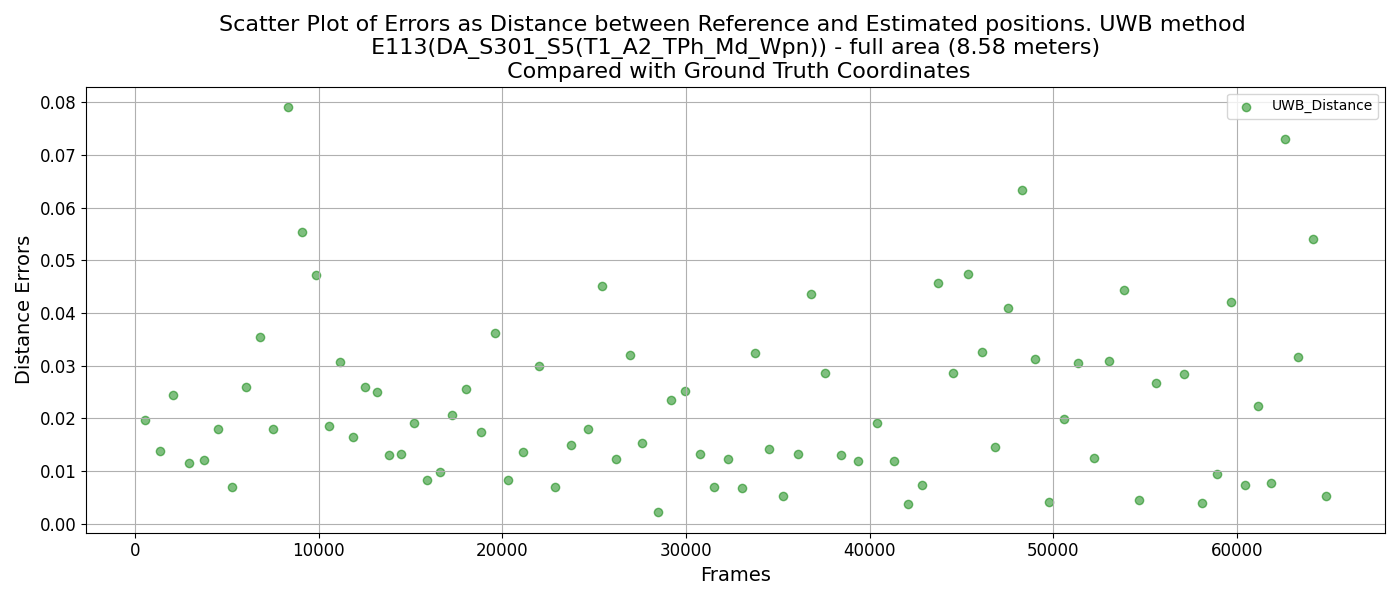 Scatter Plot of Errors as Distance between Reference and Estimated positions. UWB method
E113(DA_S301_S5(T1_A2_TPh_Md_Wpn)) - full area (8.58 meters)
Compared with Ground Truth Coordinates
UWB_Distance
Distance Errors
0.08
0.07
0.06
0.05
0.04
0.03
0.02
0.01
0.00
0
10000
20000
30000
40000
50000
60000
Frames